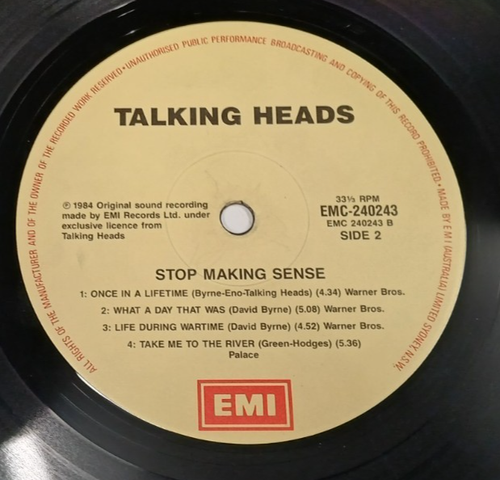 ALL RIGHTS OF THE MANUFACTURER AND OF THE OWNER OF THE RECORDED WORK RESERVED • UNAUTHORISED PUBLIC PERFORMANCE BROADCASTING AND COPYING OF THIS RECORD PROHIBITED. • MADE BY E M I (AUSTRALIA) LIMITED SYDNEY, N.S.W.
TALKING HEADS
℗ 1984 Original sound recording
made by EMI Records Ltd. under
exclusive licence from
Talking Heads
33⅓ RPM
EMC-240243
EMC 240243 B
SIDE 2
STOP MAKING SENSE
1: ONCE IN A LIFETIME (Byrne-Eno-Talking Heads) (4.34) Warner Bros.
2: WHAT A DAY THAT WAS (David Byrne) (5.08) Warner Bros.
3: LIFE DURING WARTIME (David Byrne) (4.52) Warner Bros.
4: TAKE ME TO THE RIVER (Green-Hodges) (5.36)
Palace
EMI